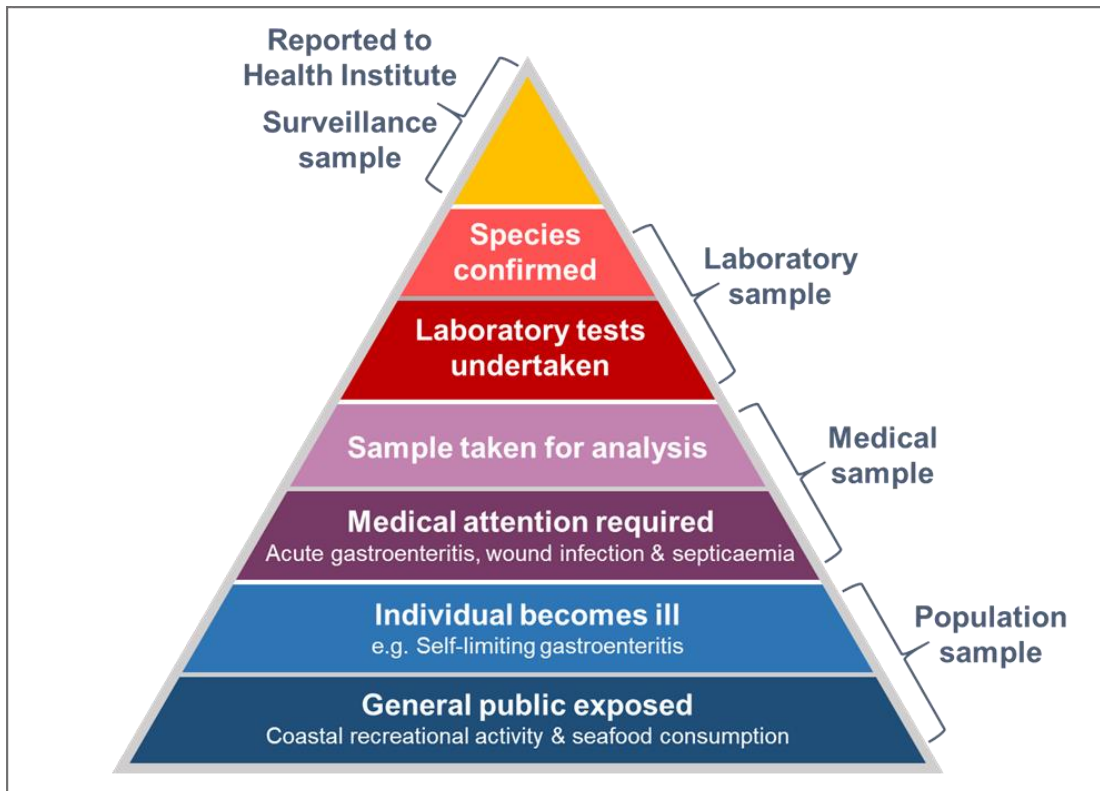 Reported to
Health Institute
Surveillance
sample
Species
confirmed
Laboratory
sample
Laboratory tests
undertaken
Sample taken for analysis
Medical
sample
Medical attention required
Acute gastroenteritis, wound infection & septicaemia
Individual becomes ill
e.g. Self-limiting gastroenteritis
Population
sample
General public exposed
Coastal recreational activity & seafood consumption